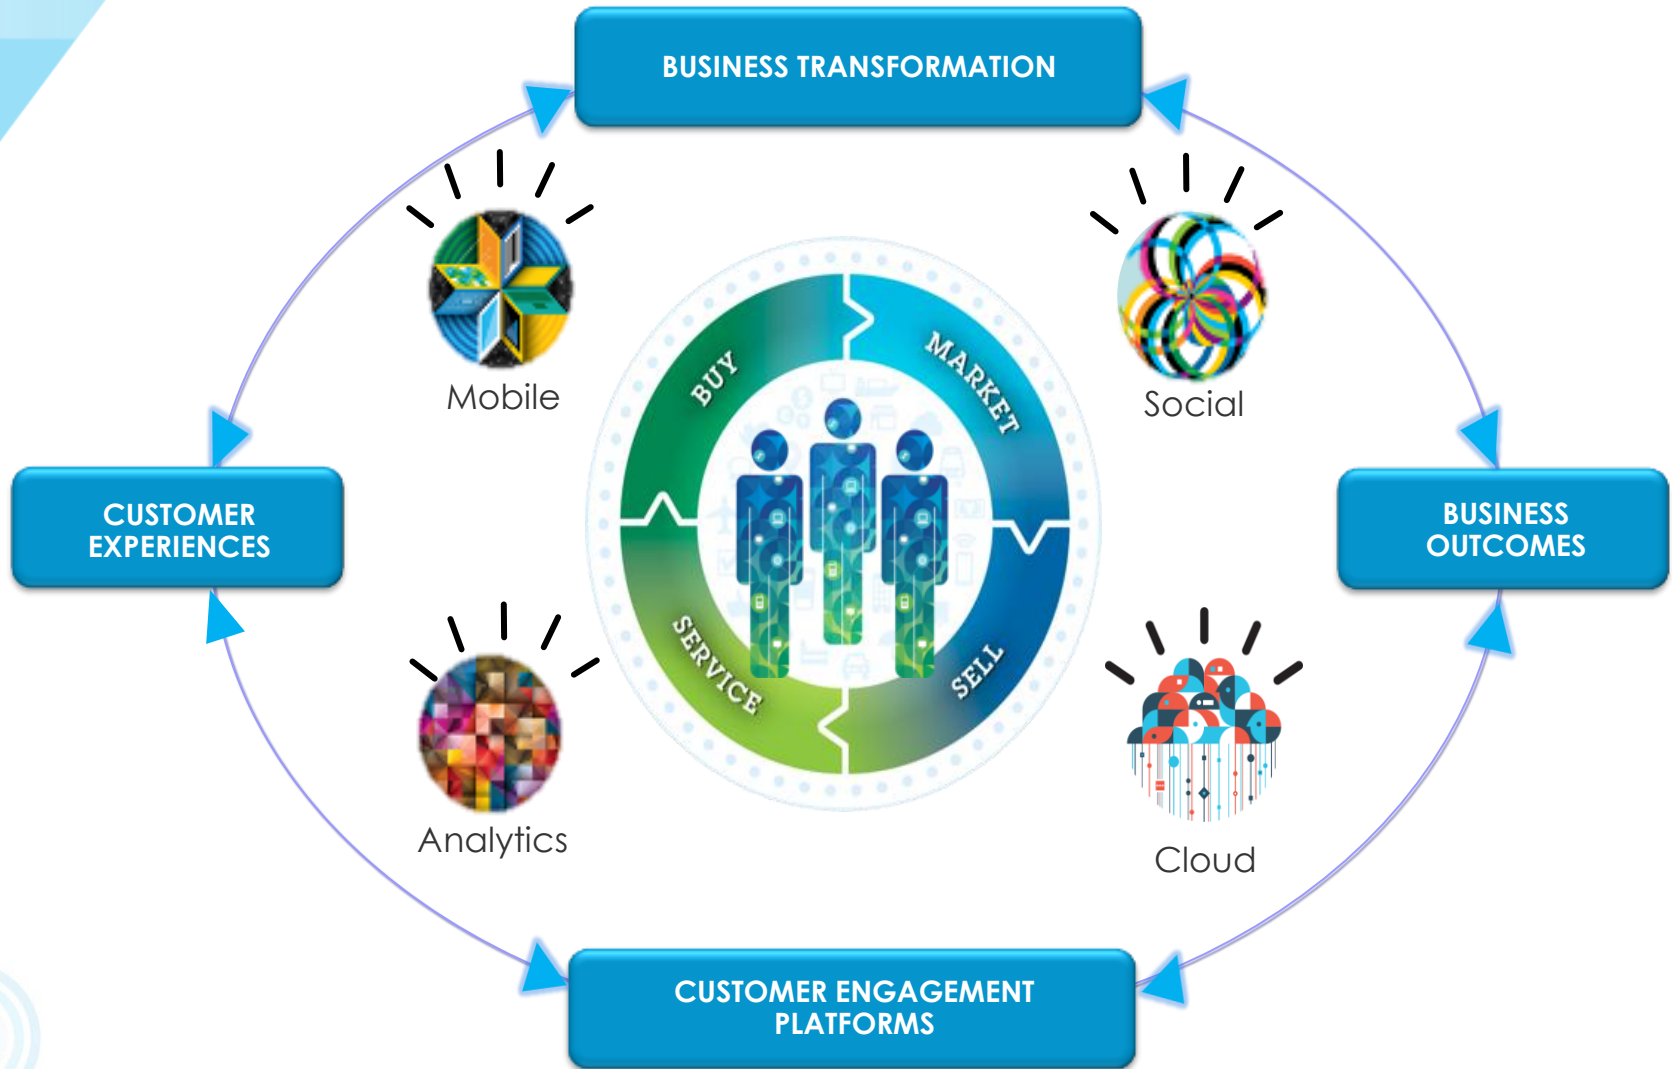 BUSINESS TRANSFORMATION
Mobile
Social
BUY
MARKET
CUSTOMER
EXPERIENCES
BUSINESS
OUTCOMES
SERVICE
SELL
Analytics
Cloud
CUSTOMER ENGAGEMENT
PLATFORMS